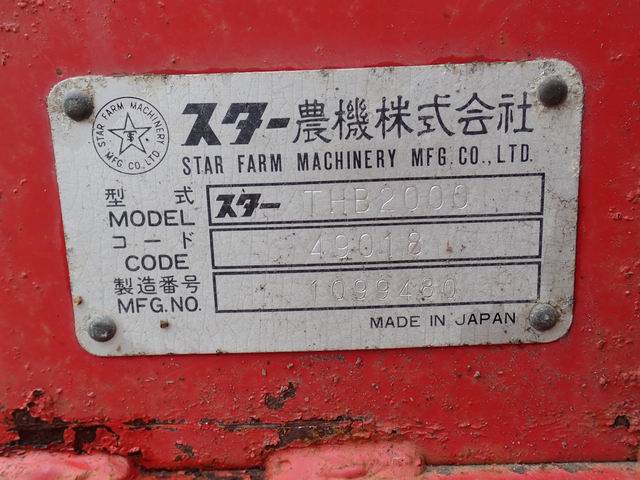 STAR FARM MACHINERY MFG CO., LTD.
スター農機株式会社
STAR FARM MACHINERY MFG. CO., LTD.
型式 スター THB2000
MODEL
コード 49018
CODE
製造番号 1099480
MFG.NO.
MADE IN JAPAN